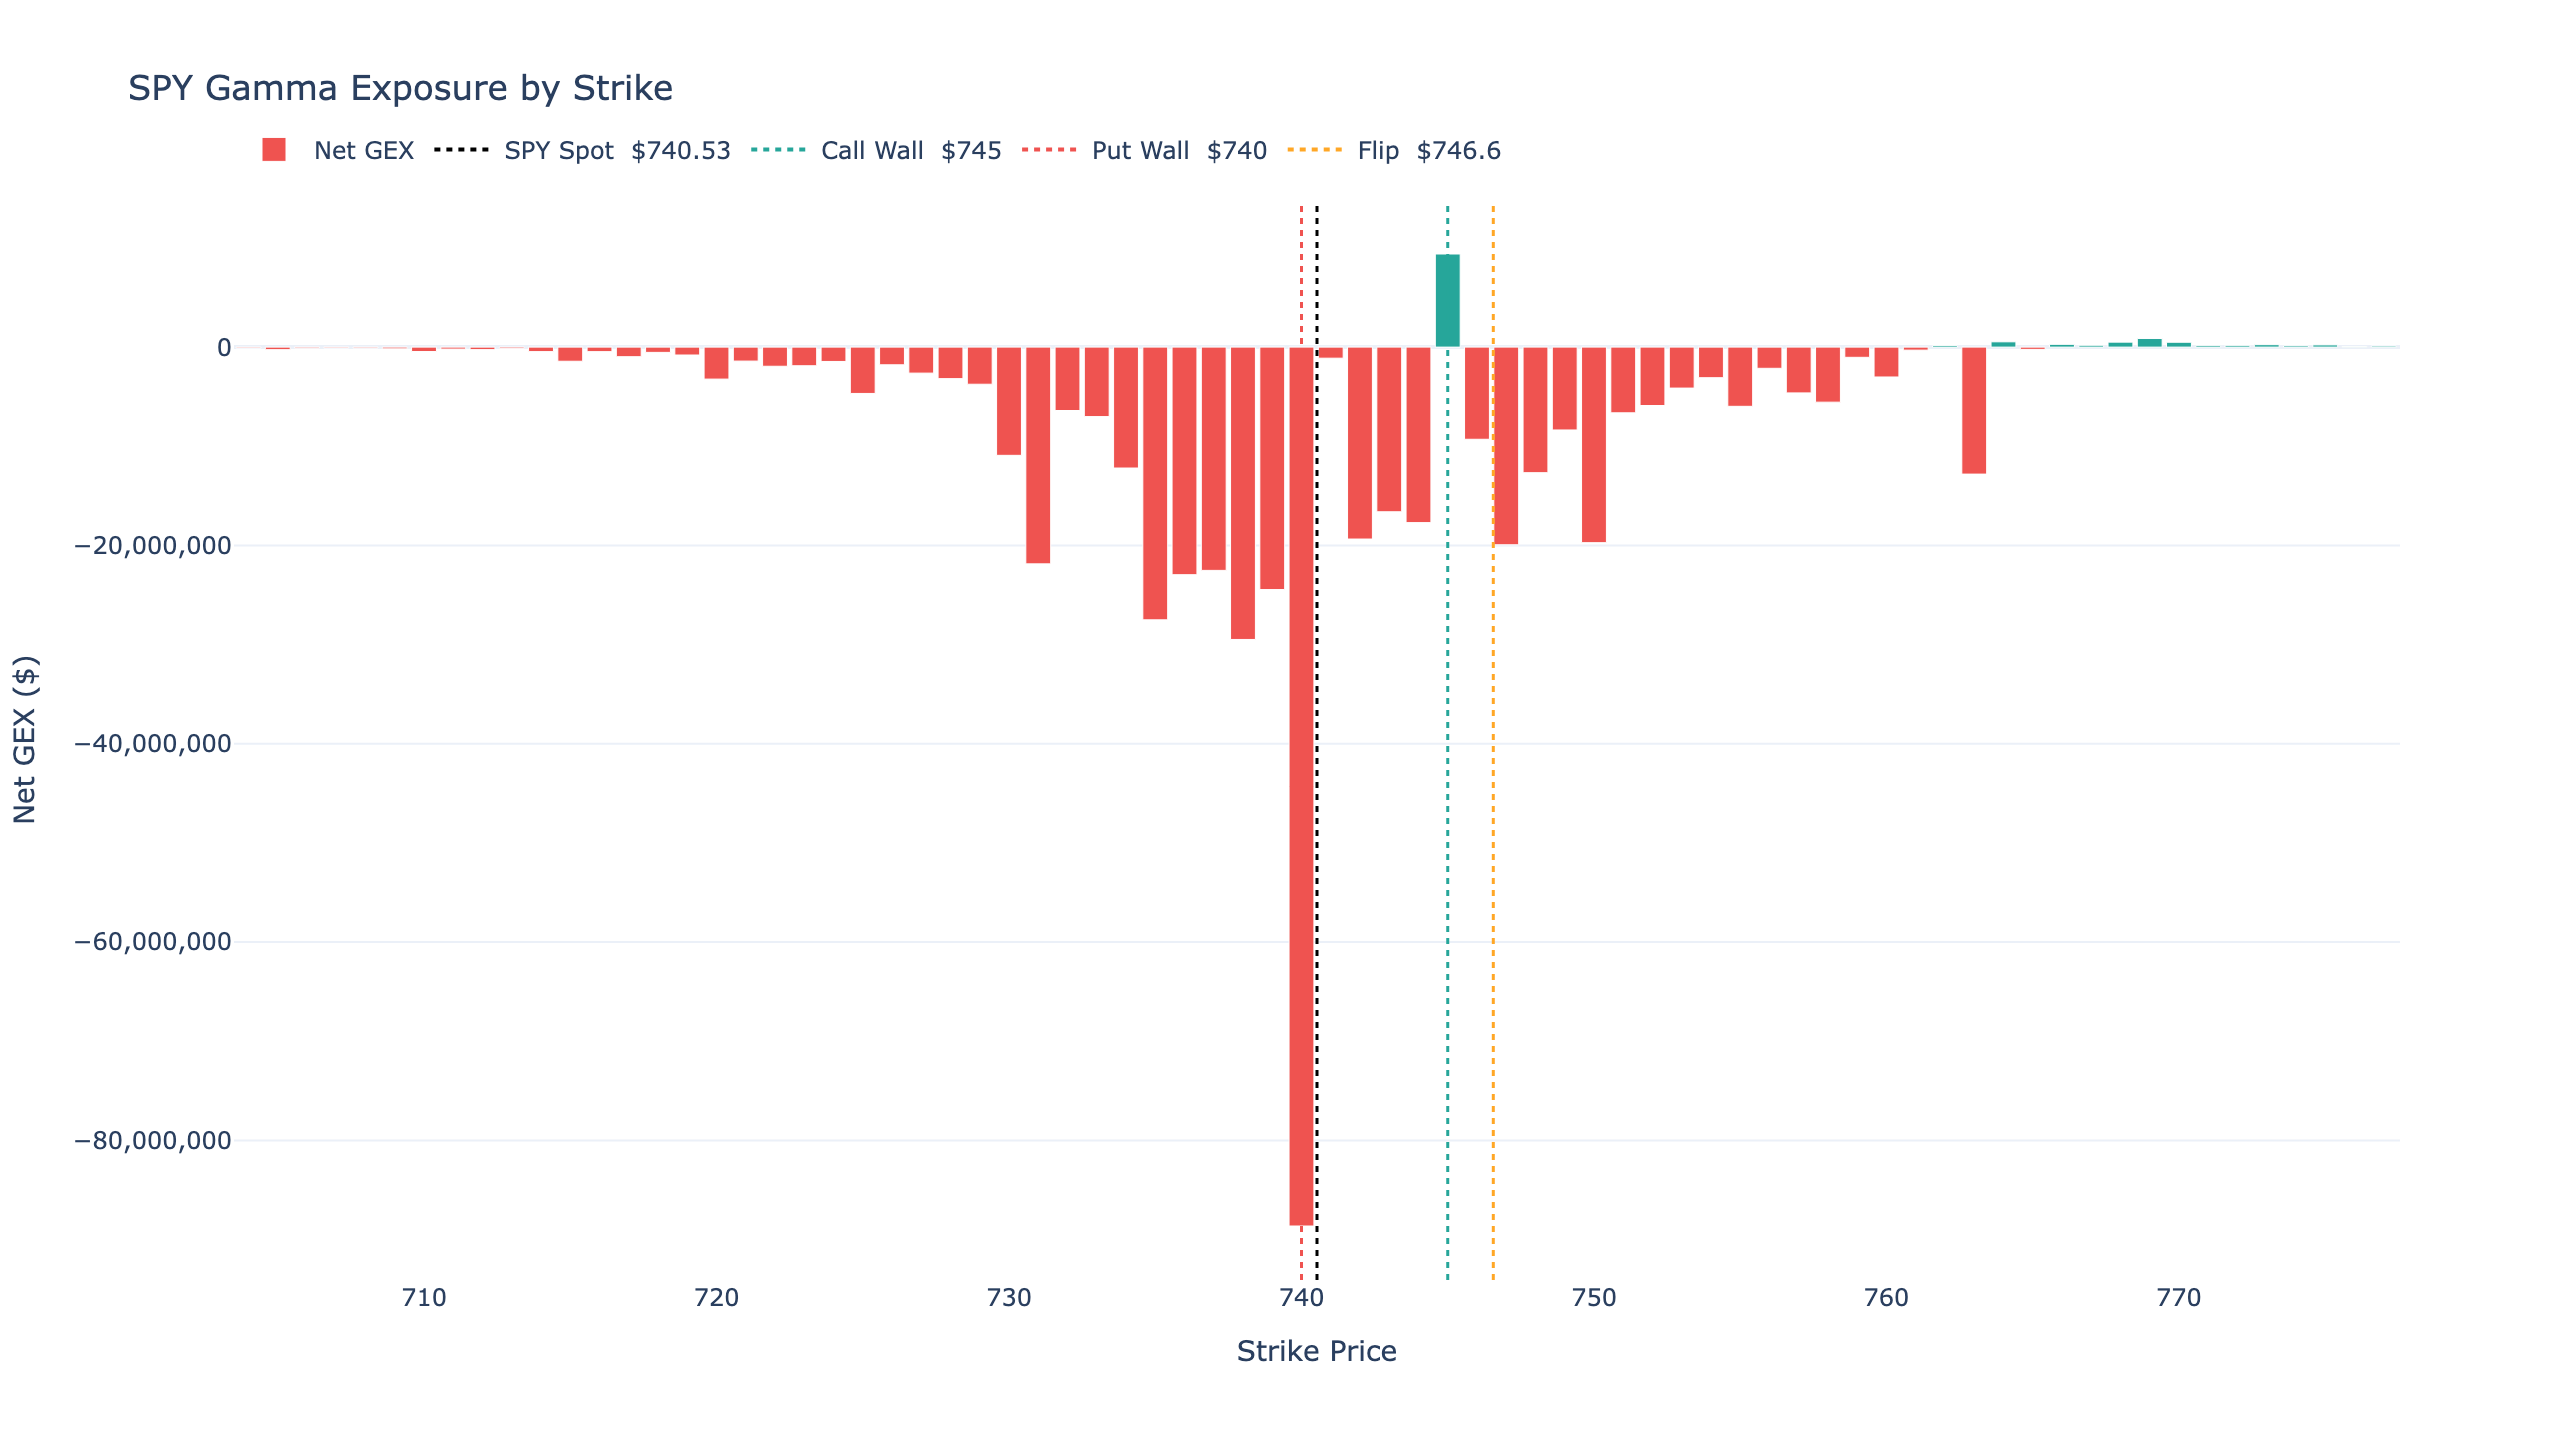 SPY Gamma Exposure by Strike
Net GEX SPY Spot $740.53 Call Wall $745 Put Wall $740 Flip $746.6
0
−20,000,000
−40,000,000
−60,000,000
−80,000,000
Net GEX ($)
710 720 730 740 750 760 770
Strike Price